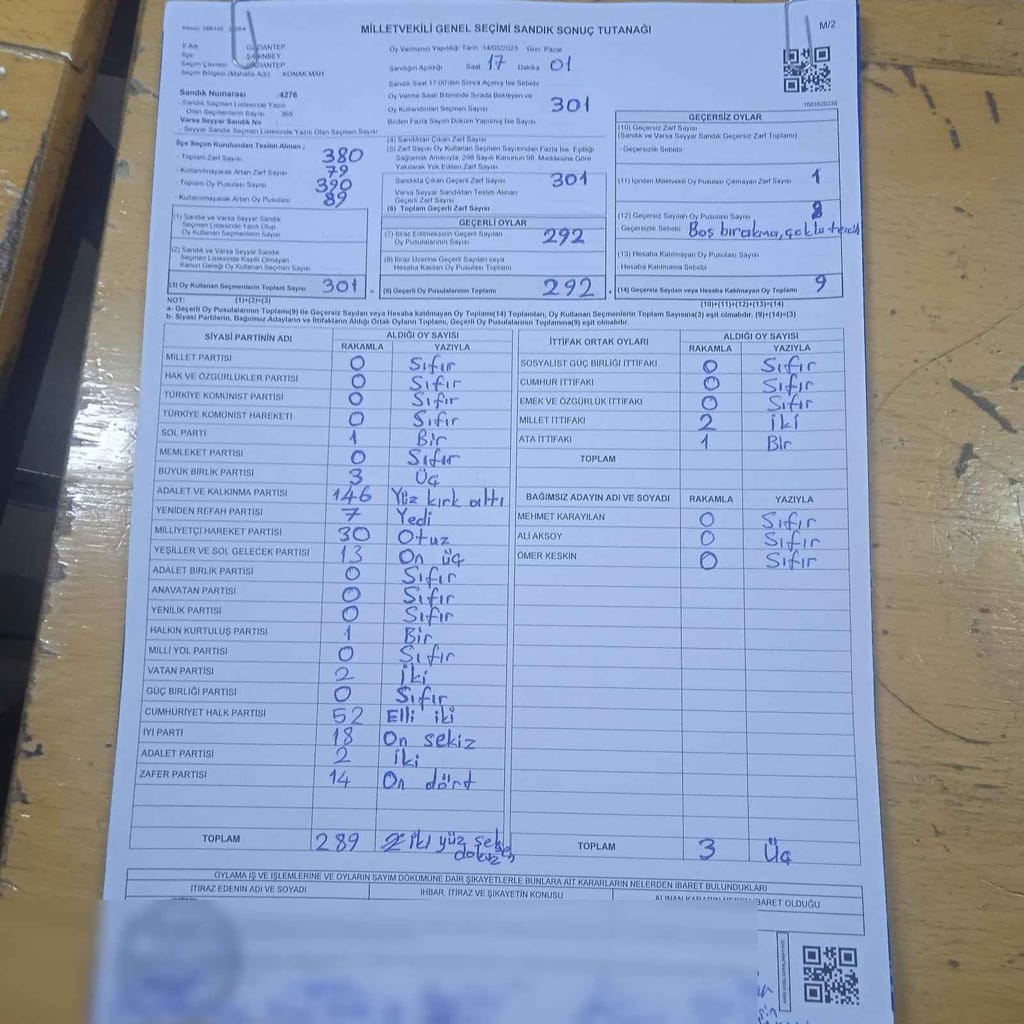 MİLLETVEKİLİ GENEL SEÇİMİ SANDIK SONUÇ TUTANAĞI
M/2
İl Adı GAZİANTEP
İlçe ŞAHİNBEY
Seçim Çevresi GAZİANTEP
Seçim Bölgesi (Mahalle Adı) KONAK MAH
Sandık Numarası :4276
- Sandık Seçmen Listesinde Yazılı Olan Seçmenlerin Sayısı 365
Varsa Seyyar Sandık No
- Seyyar Sandık Seçmen Listesinde Yazılı Olan Seçmen Sayısı
İlçe Seçim Kurulundan Teslim Alınan ;
- Toplam Zarf Sayısı 380
- Kullanılmayarak Artan Zarf Sayısı 79
- Toplam Oy Pusulası Sayısı 390
- Kullanılmayarak Artan Oy Pusulası 89
(1) Sandık ve Varsa Seyyar Sandık
Seçmen Listesinde Yazılı Olup
Oy Kullanan Seçmenlerin Sayısı
(2) Sandık ve Varsa Seyyar Sandık
Seçmen Listesinde Kayıtlı Olmayan
Kanun Gereği Oy Kullanan Seçmen Sayısı
(3) Oy Kullanan Seçmenlerin Toplam Sayısı 301
Oy Vermenin Yapıldığı Tarih 14/05/2023 Gün Pazar
Sandığın Açıldığı Saat 17 Dakika 01
Sandık Saat 17:00'den Sonra Açılmış İse Sebebi
Oy Verme Saati Bitiminde Sırada Bekleyen ve
Oy Kullandırılan Seçmen Sayısı 301
Birden Fazla Sayım Döküm Yapılmış İse Sayısı
(4) Sandıktan Çıkan Zarf Sayısı
(5) Zarf Sayısı Oy Kullanan Seçmen Sayısından Fazla İse, Eşitliği
Sağlamak Amacıyla, 298 Sayılı Kanunun 98. Maddesine Göre
Yakılarak Yok Edilen Zarf Sayısı
Sandıkta Çıkan Geçerli Zarf Sayısı 301
Varsa Seyyar Sandıktan Teslim Alınan
Geçerli Zarf Sayısı
(6) Toplam Geçerli Zarf Sayısı
GEÇERLİ OYLAR
(7) İtiraz Edilmeksizin Geçerli Sayılan
Oy Pusulalarının Sayısı 292
(8) İtiraz Üzerine Geçerli Sayılan veya
Hesaba Katılan Oy Pusulası Toplamı
(9) Geçerli Oy Pusulalarının Toplamı 292
GEÇERSİZ OYLAR
(10) Geçersiz Zarf Sayısı
(Sandık ve Varsa Seyyar Sandık Geçersiz Zarf Toplamı)
- Geçersizlik Sebebi
(11) İçinden Milletvekili Oy Pusulası Çıkmayan Zarf Sayısı 1
(12) Geçersiz Sayılan Oy Pusulası Sayısı 8
Geçersizlik Sebebi Boş bırakma, çoklu tercih
(13) Hesaba Katılmayan Oy Pusulası Sayısı
Hesaba Katılmama Sebebi
(14) Geçersiz Sayılan veya Hesaba Katılmayan Oy Toplamı 9
NOT: (1)+(2)=(3) (10)+(11)+(12)+(13)=(14)
a- Geçerli Oy Pusulaları Toplamı(9) ile Geçersiz Sayılan veya Hesaba Katılmayan Oy Toplamı(14) Toplamları, Oy Kullanan Seçmenlerin Toplam Sayısına(3) eşit olmalıdır. (9)+(14)=(3)
b- Siyasi Partilerin, Bağımsız Adayların ve İttifakların Aldığı Ortak Oyların Toplamı, Geçerli Oy Pusulalarının Toplamına(9) eşit olmalıdır.
SİYASİ PARTİNİN ADI ALDIĞI OY SAYISI
RAKAMLA YAZIYLA
MİLLET PARTİSİ 0 Sıfır
HAK VE ÖZGÜRLÜKLER PARTİSİ 0 Sıfır
TÜRKİYE KOMÜNİST PARTİSİ 0 Sıfır
TÜRKİYE KOMÜNİST HAREKETİ 0 Sıfır
SOL PARTİ 1 Bir
MEMLEKET PARTİSİ 0 Sıfır
BÜYÜK BİRLİK PARTİSİ 3 Üç
ADALET VE KALKINMA PARTİSİ 146 Yüz kırk altı
YENİDEN REFAH PARTİSİ 7 Yedi
MİLLİYETÇİ HAREKET PARTİSİ 30 Otuz
YEŞİLLER VE SOL GELECEK PARTİSİ 13 On üç
ADALET BİRLİK PARTİSİ 0 Sıfır
ANAVATAN PARTİSİ 0 Sıfır
YENİLİK PARTİSİ 0 Sıfır
HALKIN KURTULUŞ PARTİSİ 1 Bir
MİLLİ YOL PARTİSİ 0 Sıfır
VATAN PARTİSİ 2 İki
GÜÇ BİRLİĞİ PARTİSİ 0 Sıfır
CUMHURİYET HALK PARTİSİ 52 Elli iki
İYİ PARTİ 18 On sekiz
ADALET PARTİSİ 2 İki
ZAFER PARTİSİ 14 On dört
TOPLAM 289 İki yüz seksen dokuz
İTTİFAK ORTAK OYLARI ALDIĞI OY SAYISI
RAKAMLA YAZIYLA
SOSYALİST GÜÇ BİRLİĞİ İTTİFAKI 0 Sıfır
CUMHUR İTTİFAKI 0 Sıfır
EMEK VE ÖZGÜRLÜK İTTİFAKI 0 Sıfır
MİLLET İTTİFAKI 2 İki
ATA İTTİFAKI 1 Bir
TOPLAM
BAĞIMSIZ ADAYIN ADI VE SOYADI RAKAMLA YAZIYLA
MEHMET KARAYILAN 0 Sıfır
ALİ AKSOY 0 Sıfır
ÖMER KESKİN 0 Sıfır
TOPLAM 3 Üç
OYLAMA İŞ VE İŞLEMLERİNE VE OYLARIN SAYIM DÖKÜMÜNE DAİR ŞİKAYETLERLE BUNLARA AİT KARARLARIN NELERDEN İBARET BULUNDUKLARI
İTİRAZ EDENİN ADI VE SOYADI İHBAR, İTİRAZ VE ŞİKAYETİN KONUSU ALINAN KARARIN NEDEN İBARET OLDUĞU